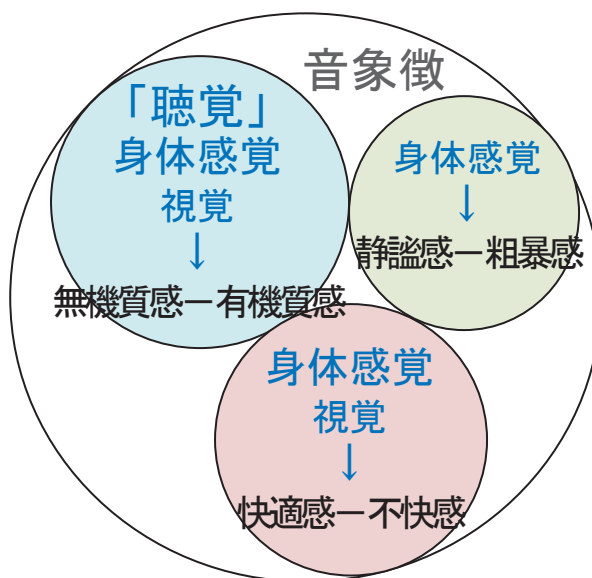 音象徴
「聴覚」
身体感覚
視覚
↓
無機質感ー有機質感
身体感覚
↓
静謐感ー粗暴感
身体感覚
視覚
↓
快適感ー不快感